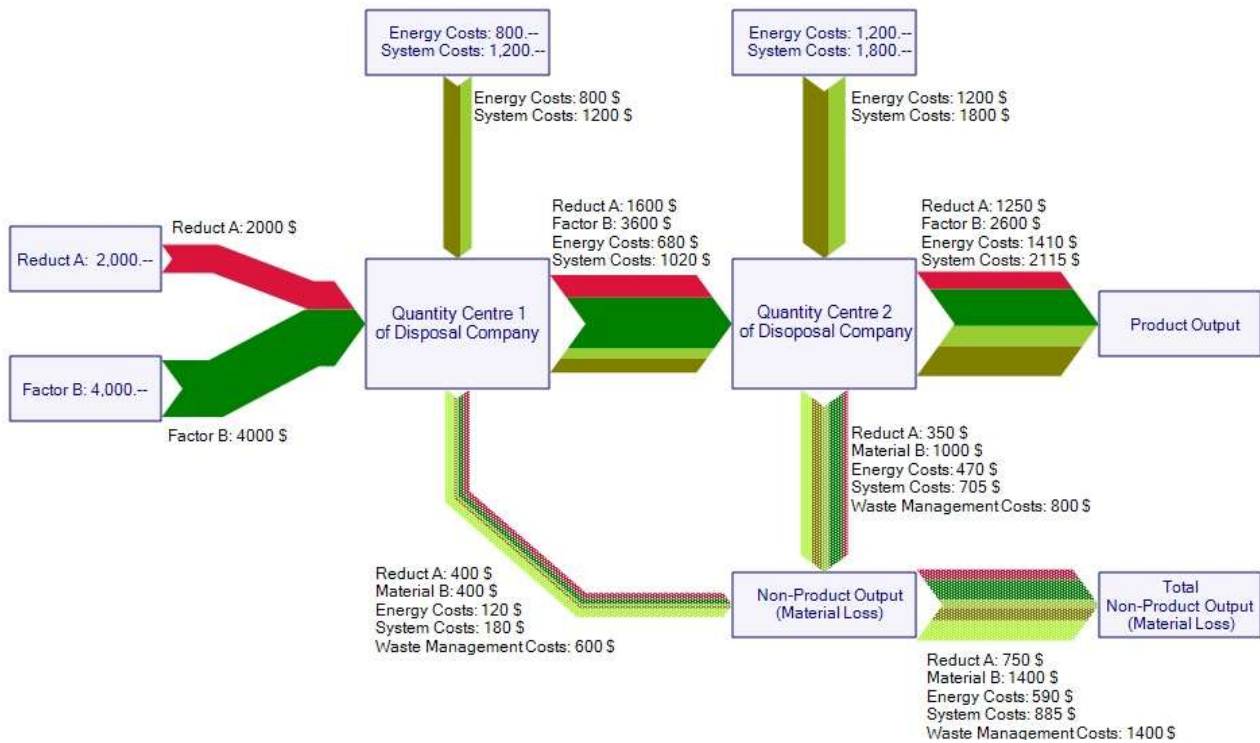 Energy Costs: 800.--
System Costs: 1,200.--
Energy Costs: 1,200.--
System Costs: 1,800.--
Energy Costs: 800 $
System Costs: 1200 $
Energy Costs: 1200 $
System Costs: 1800 $
Reduct A: 2000 $
Reduct A: 1600 $
Factor B: 3600 $
Energy Costs: 680 $
System Costs: 1020 $
Reduct A: 1250 $
Factor B: 2600 $
Energy Costs: 1410 $
System Costs: 2115 $
Reduct A: 2,000.--
Quantity Centre 1
of Disposal Company
Quantity Centre 2
of Disoposal Company
Product Output
Factor B: 4,000.--
Factor B: 4000 $
Reduct A: 350 $
Material B: 1000 $
Energy Costs: 470 $
System Costs: 705 $
Waste Management Costs: 800 $
Reduct A: 400 $
Material B: 400 $
Energy Costs: 120 $
System Costs: 180 $
Waste Management Costs: 600 $
Non-Product Output
(Material Loss)
Total
Non-Product Output
(Material Loss)
Reduct A: 750 $
Material B: 1400 $
Energy Costs: 590 $
System Costs: 885 $
Waste Management Costs: 1400 $